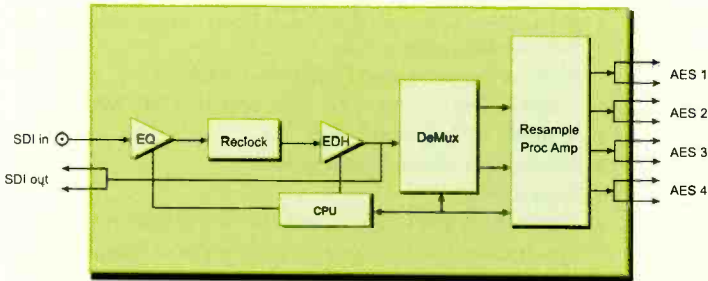 SDI in
EQ
Reclock
EDH
DeMux
Resample
Proc Amp
AES 1
AES 2
AES 3
AES 4
SDI out
CPU